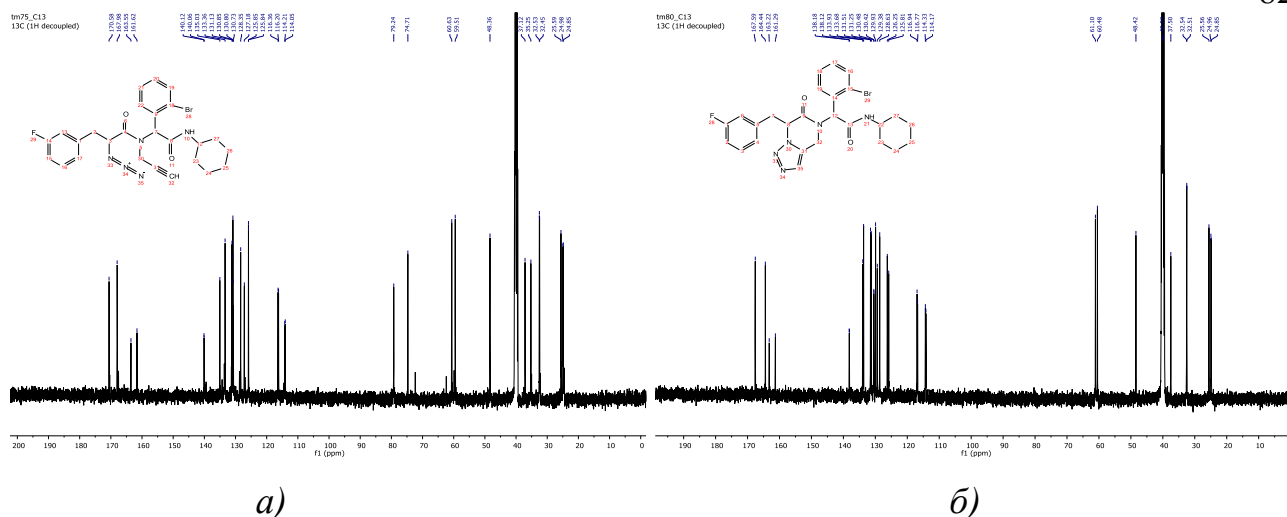 62
tm75_C13
13C (1H decoupled)
170.58
167.98
163.55
161.62
140.12
140.06
135.03
133.36
131.13
130.85
130.80
130.73
128.35
127.18
125.85
125.84
116.36
116.20
114.21
114.05
79.24
74.71
60.63
59.51
48.36
37.12
35.25
32.53
32.45
25.59
24.98
24.85
F
Br
O
N
NH
O
N
N
N
CH
200 190 180 170 160 150 140 130 120 110 100 90 80 70 60 50 40 30 20 10 0
f1 (ppm)
а)
tm80_C13
13C (1H decoupled)
167.59
164.44
163.22
161.29
138.18
138.12
133.93
133.68
131.51
131.25
130.48
130.42
129.93
129.38
128.63
126.25
125.81
116.94
116.77
114.33
114.17
61.10
60.48
48.42
37.50
32.54
32.51
25.56
24.96
24.85
F
Br
O
N
NH
O
N
N
N
190 180 170 160 150 140 130 120 110 100 90 80 70 60 50 40 30 20 10
f1 (ppm)
б)